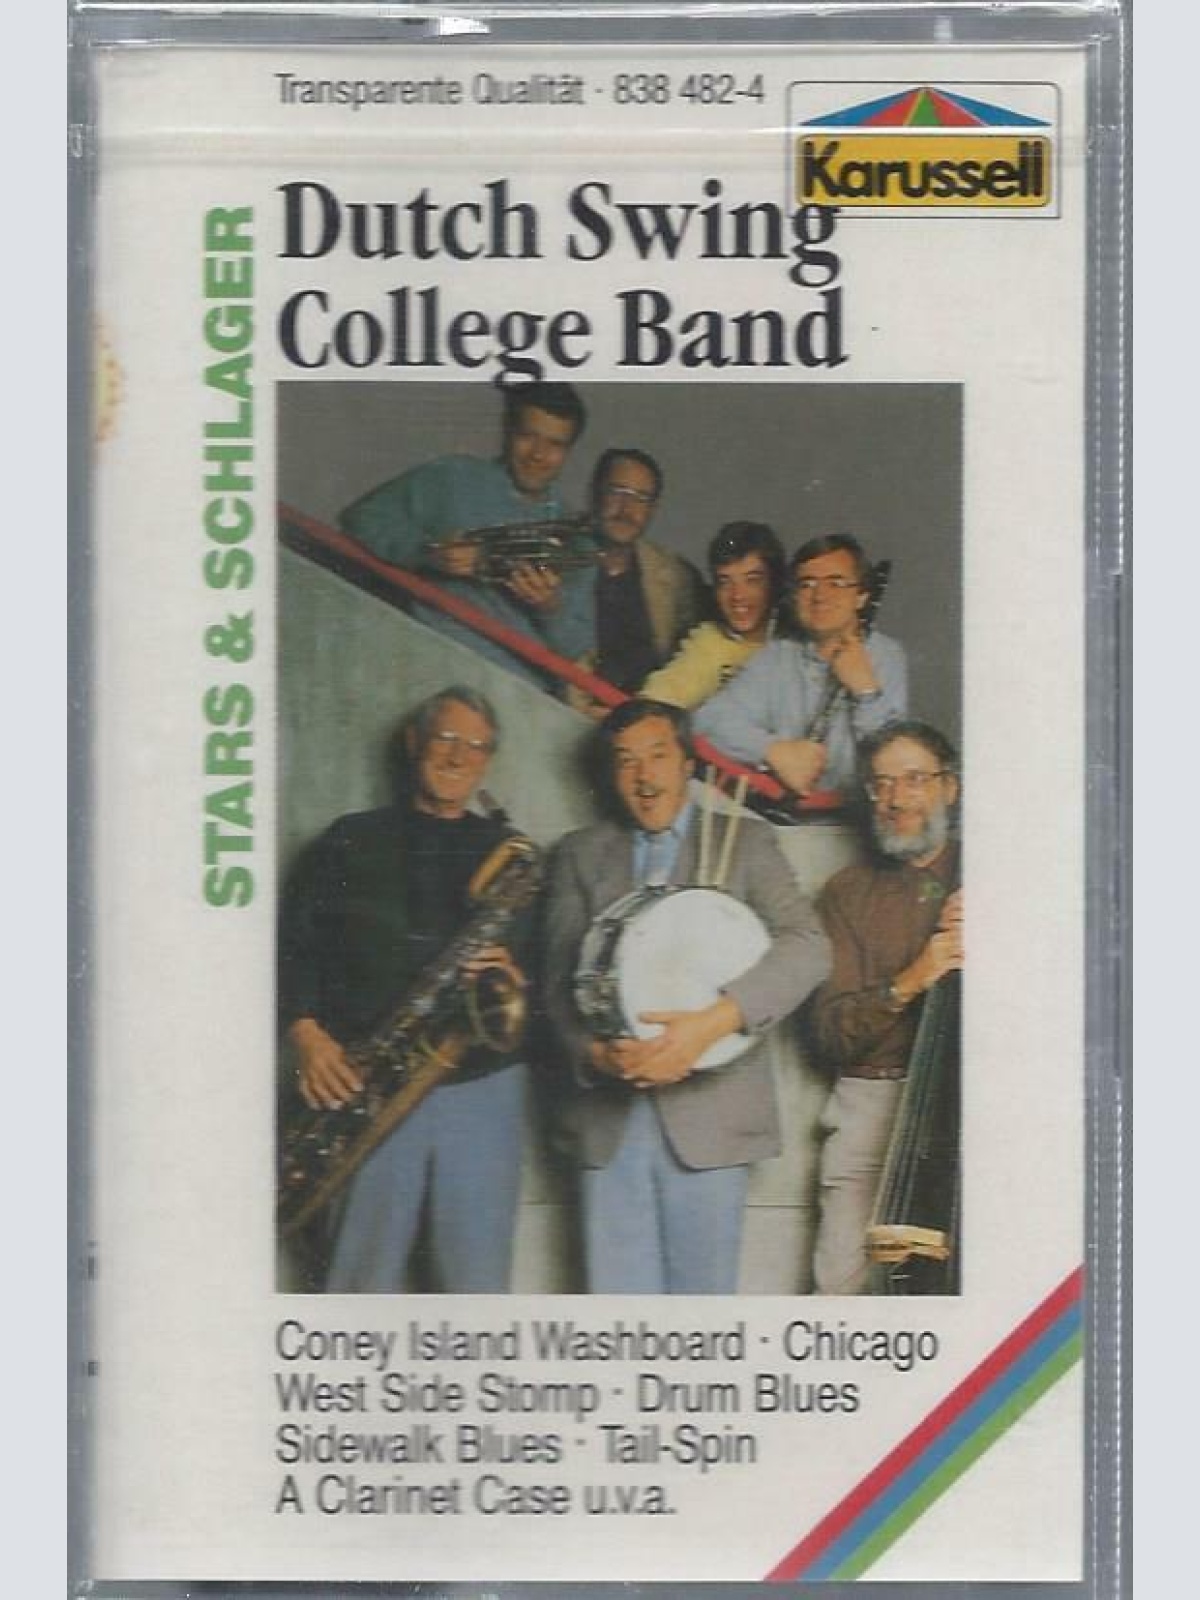 Transparente Qualität · 838 482-4
Karussell
Dutch Swing
College Band
STARS & SCHLAGER
Coney Island Washboard · Chicago
West Side Stomp · Drum Blues
Sidewalk Blues · Tail-Spin
A Clarinet Case u.v.a.